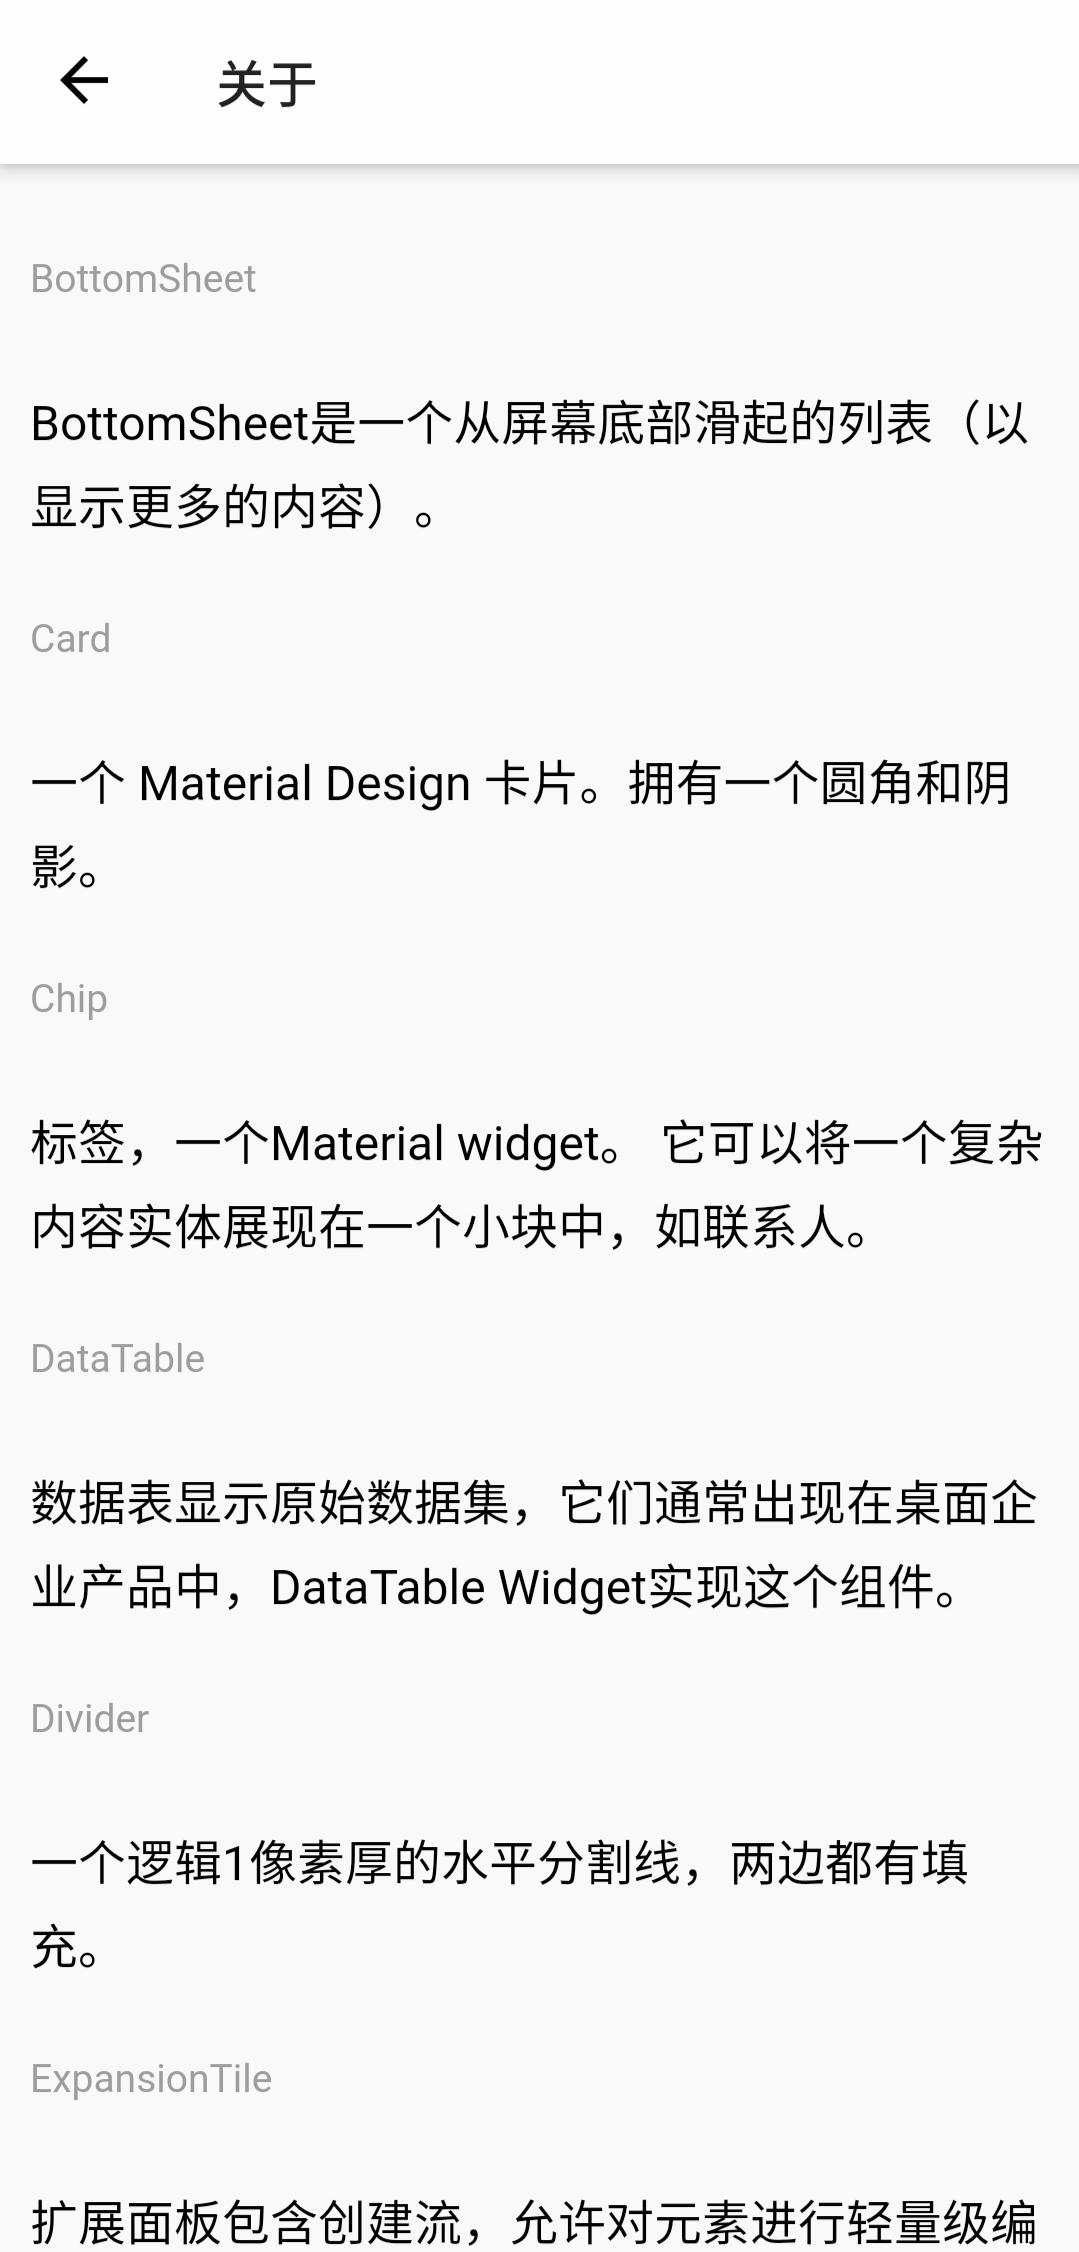 关于
BottomSheet
BottomSheet是一个从屏幕底部滑起的列表（以
显示更多的内容）。
Card
一个 Material Design 卡片。拥有一个圆角和阴
影。
Chip
标签，一个Material widget。 它可以将一个复杂
内容实体展现在一个小块中，如联系人。
DataTable
数据表显示原始数据集，它们通常出现在桌面企
业产品中，DataTable Widget实现这个组件。
Divider
一个逻辑1像素厚的水平分割线，两边都有填
充。
ExpansionTile
扩展面板包含创建流，允许对元素进行轻量级编